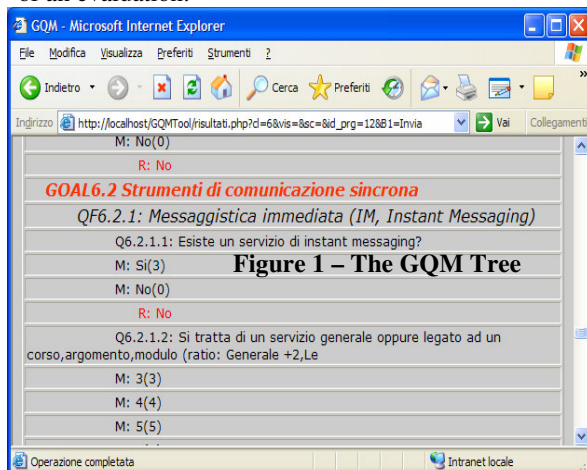 GQM - Microsoft Internet Explorer
File Modifica Visualizza Preferiti Strumenti ?
Indietro Cerca Preferiti »
Indirizzo http://localhost/GQMTool/risultati.php?cl=6&vis=&sc=&id_prg=12&B1=Invia Vai Collegamenti
M: No(0)
R: No
GOAL6.2 Strumenti di comunicazione sincrona
QF6.2.1: Messaggistica immediata (IM, Instant Messaging)
Q6.2.1.1: Esiste un servizio di instant messaging?
M: Si(3)
Figure 1 – The GQM Tree
M: No(0)
R: No
Q6.2.1.2: Si tratta di un servizio generale oppure legato ad un
corso,argomento,modulo (ratio: Generale +2,Le
M: 3(3)
M: 4(4)
M: 5(5)
Operazione completata Intranet locale